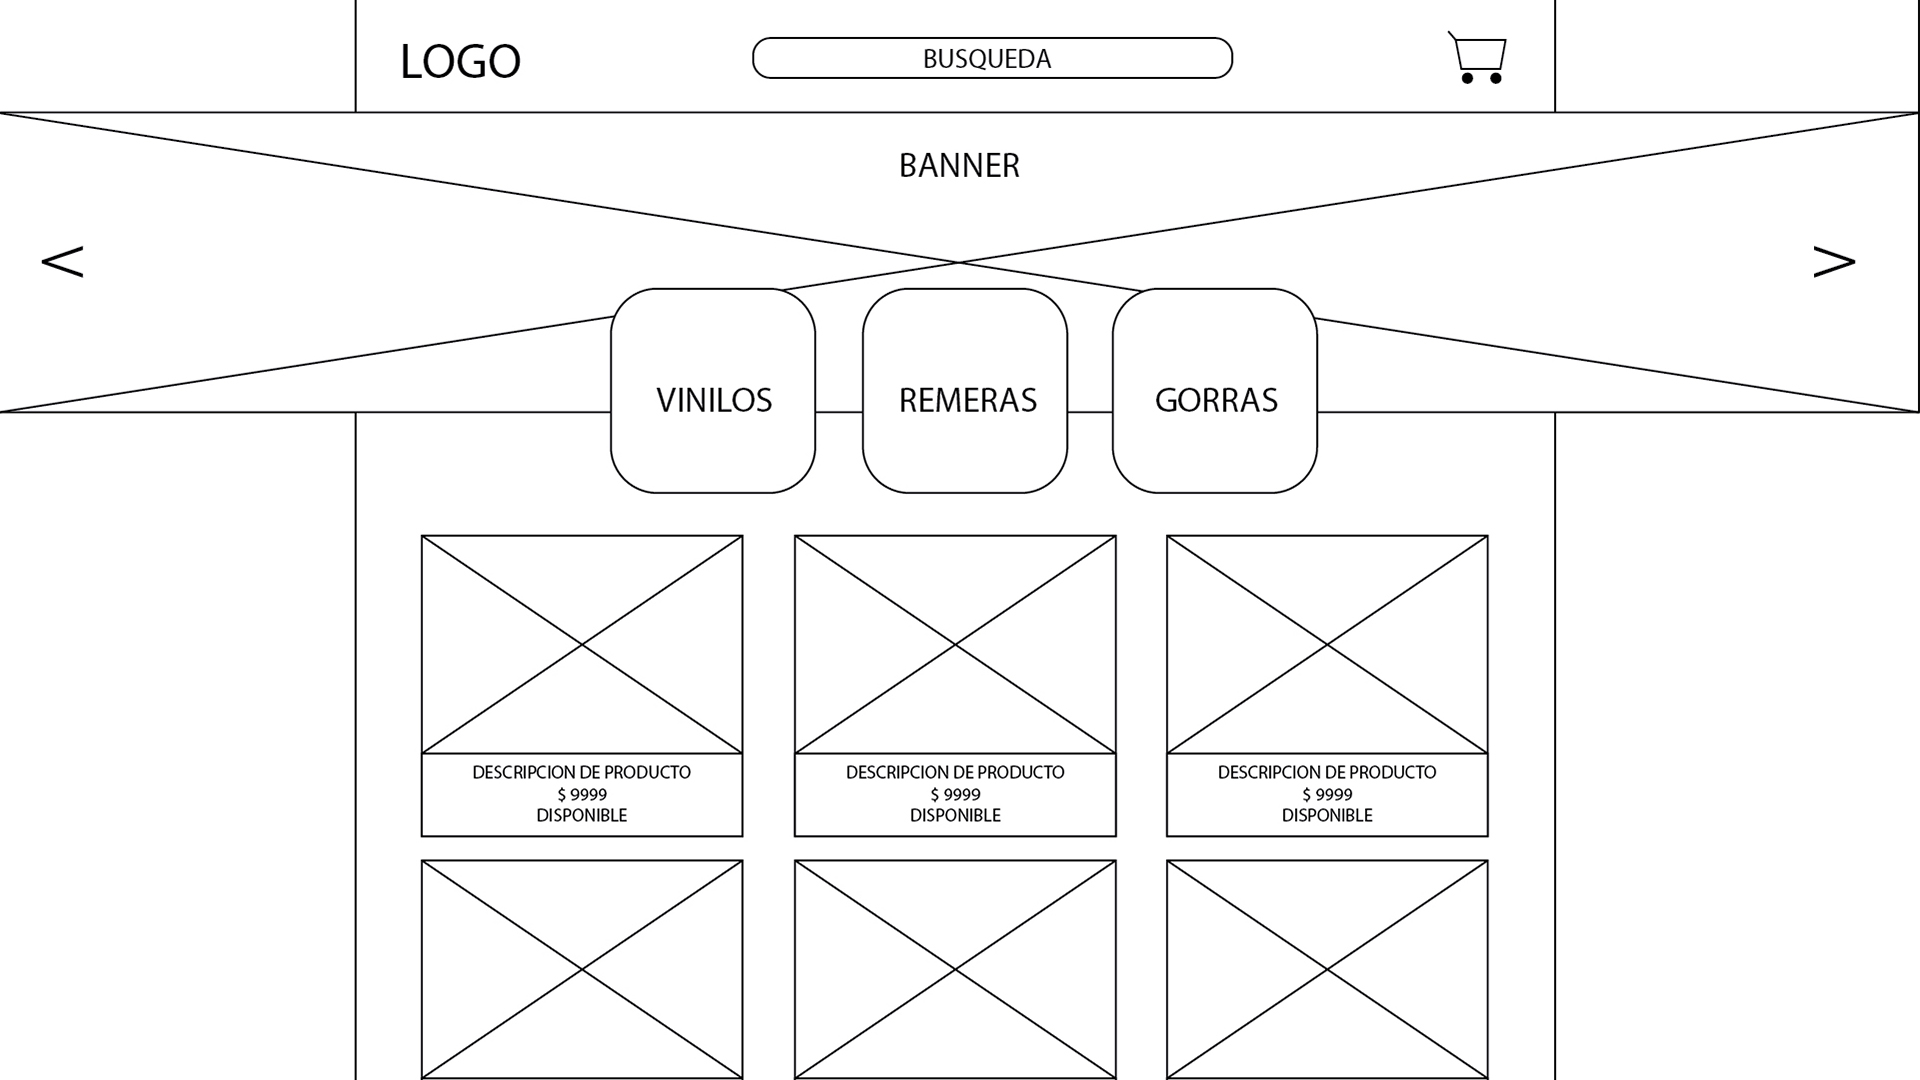 LOGO
BUSQUEDA
BANNER
<
>
VINILOS
REMERAS
GORRAS
DESCRIPCION DE PRODUCTO
$ 9999
DISPONIBLE
DESCRIPCION DE PRODUCTO
$ 9999
DISPONIBLE
DESCRIPCION DE PRODUCTO
$ 9999
DISPONIBLE